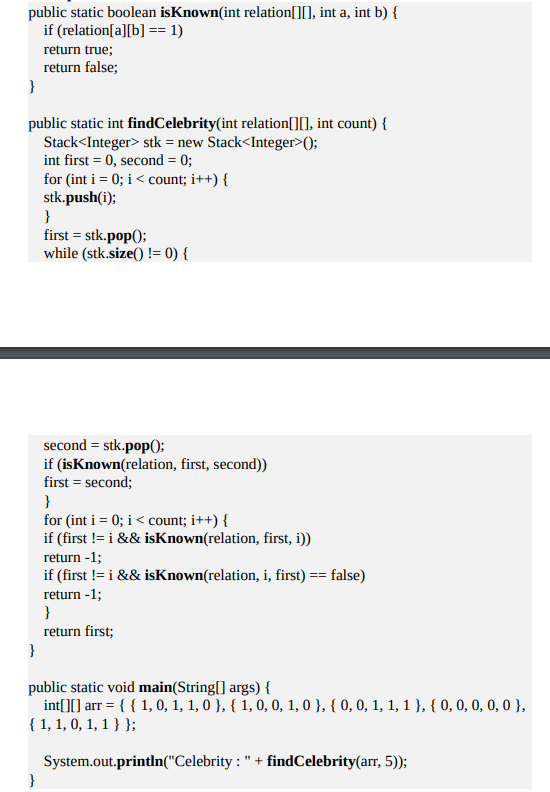 public static boolean isKnown(int relation[][], int a, int b) {
if (relation[a][b] == 1)
return true;
return false;
}
public static int findCelebrity(int relation[][], int count) {
Stack<Integer> stk = new Stack<Integer>();
int first = 0, second = 0;
for (int i = 0; i < count; i++) {
stk.push(i);
}
first = stk.pop();
while (stk.size() != 0) {
second = stk.pop();
if (isKnown(relation, first, second))
first = second;
}
for (int i = 0; i < count; i++) {
if (first != i && isKnown(relation, first, i))
return -1;
if (first != i && isKnown(relation, i, first) == false)
return -1;
}
return first;
}
public static void main(String[] args) {
int[][] arr = { { 1, 0, 1, 1, 0 }, { 1, 0, 0, 1, 0 }, { 0, 0, 1, 1, 1 }, { 0, 0, 0, 0, 0 },
{ 1, 1, 0, 1, 1 } };
System.out.println("Celebrity : " + findCelebrity(arr, 5));
}